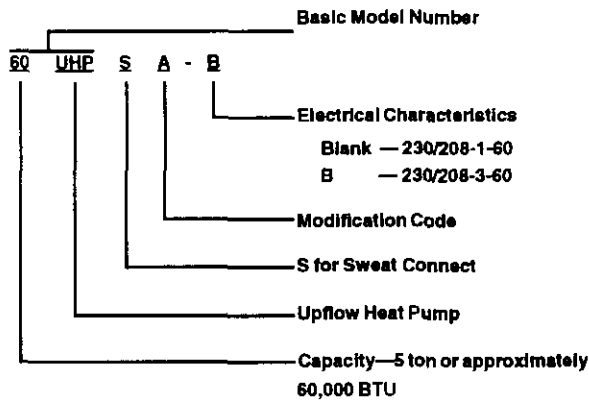 Basic Model Number
60 UHP S A - B
Electrical Characteristics
Blank — 230/208-1-60
B — 230/208-3-60
Modification Code
S for Sweat Connect
Upflow Heat Pump
Capacity—5 ton or approximately
60,000 BTU